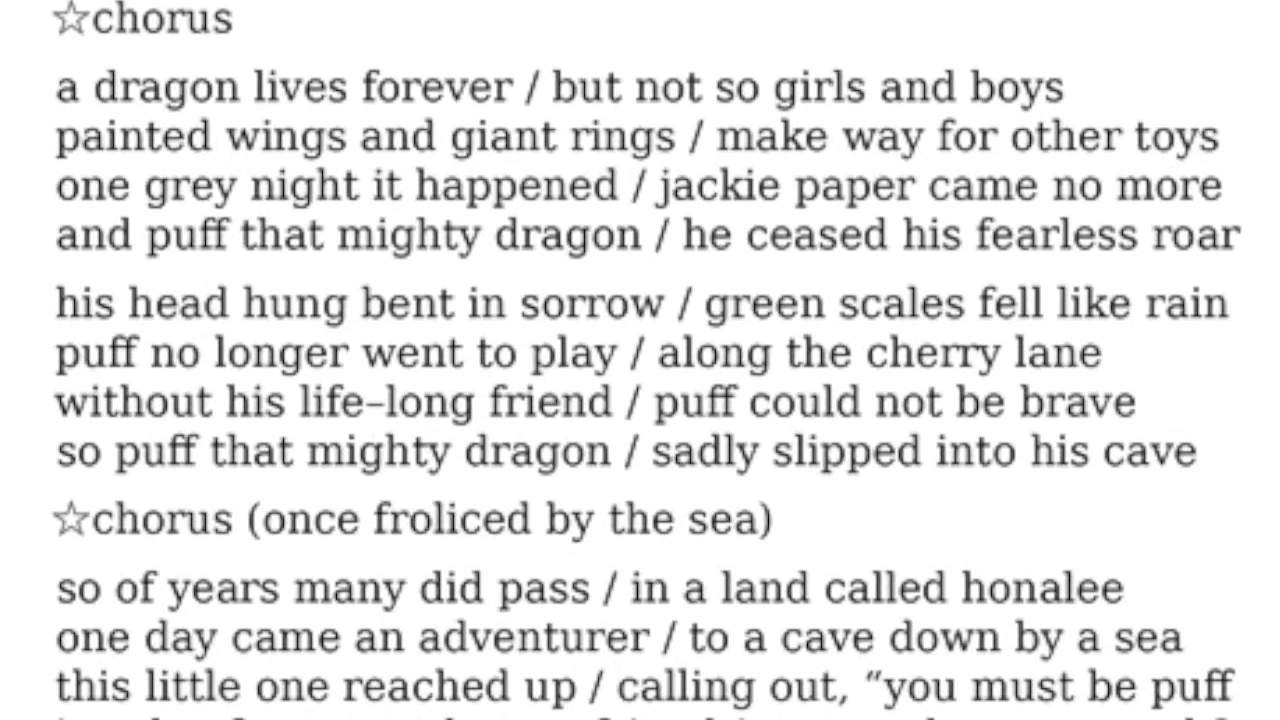 ☆chorus
a dragon lives forever / but not so girls and boys
painted wings and giant rings / make way for other toys
one grey night it happened / jackie paper came no more
and puff that mighty dragon / he ceased his fearless roar
his head hung bent in sorrow / green scales fell like rain
puff no longer went to play / along the cherry lane
without his life–long friend / puff could not be brave
so puff that mighty dragon / sadly slipped into his cave
☆chorus (once froliced by the sea)
so of years many did pass / in a land called honalee
one day came an adventurer / to a cave down by a sea
this little one reached up / calling out, “you must be puff